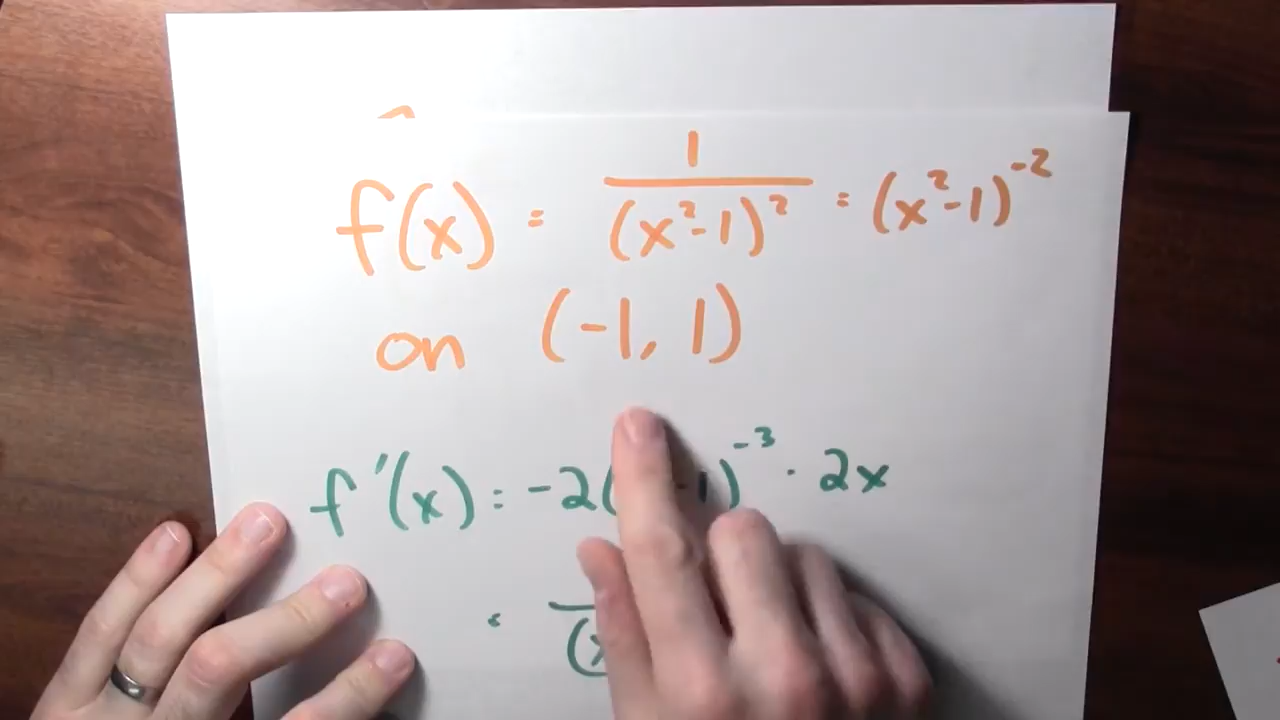 f(x) = 1/(x²-1)² = (x²-1)⁻²
on (-1, 1)
f'(x) = -2( -1)⁻³ · 2x
= (x